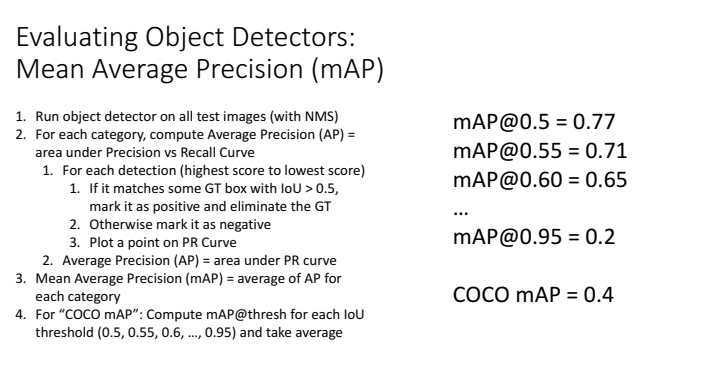 Evaluating Object Detectors:
Mean Average Precision (mAP)
1. Run object detector on all test images (with NMS)
2. For each category, compute Average Precision (AP) =
area under Precision vs Recall Curve
1. For each detection (highest score to lowest score)
1. If it matches some GT box with IoU > 0.5,
mark it as positive and eliminate the GT
2. Otherwise mark it as negative
3. Plot a point on PR Curve
2. Average Precision (AP) = area under PR curve
3. Mean Average Precision (mAP) = average of AP for
each category
4. For “COCO mAP”: Compute mAP@thresh for each IoU
threshold (0.5, 0.55, 0.6, …, 0.95) and take average
mAP@0.5 = 0.77
mAP@0.55 = 0.71
mAP@0.60 = 0.65
…
mAP@0.95 = 0.2
COCO mAP = 0.4